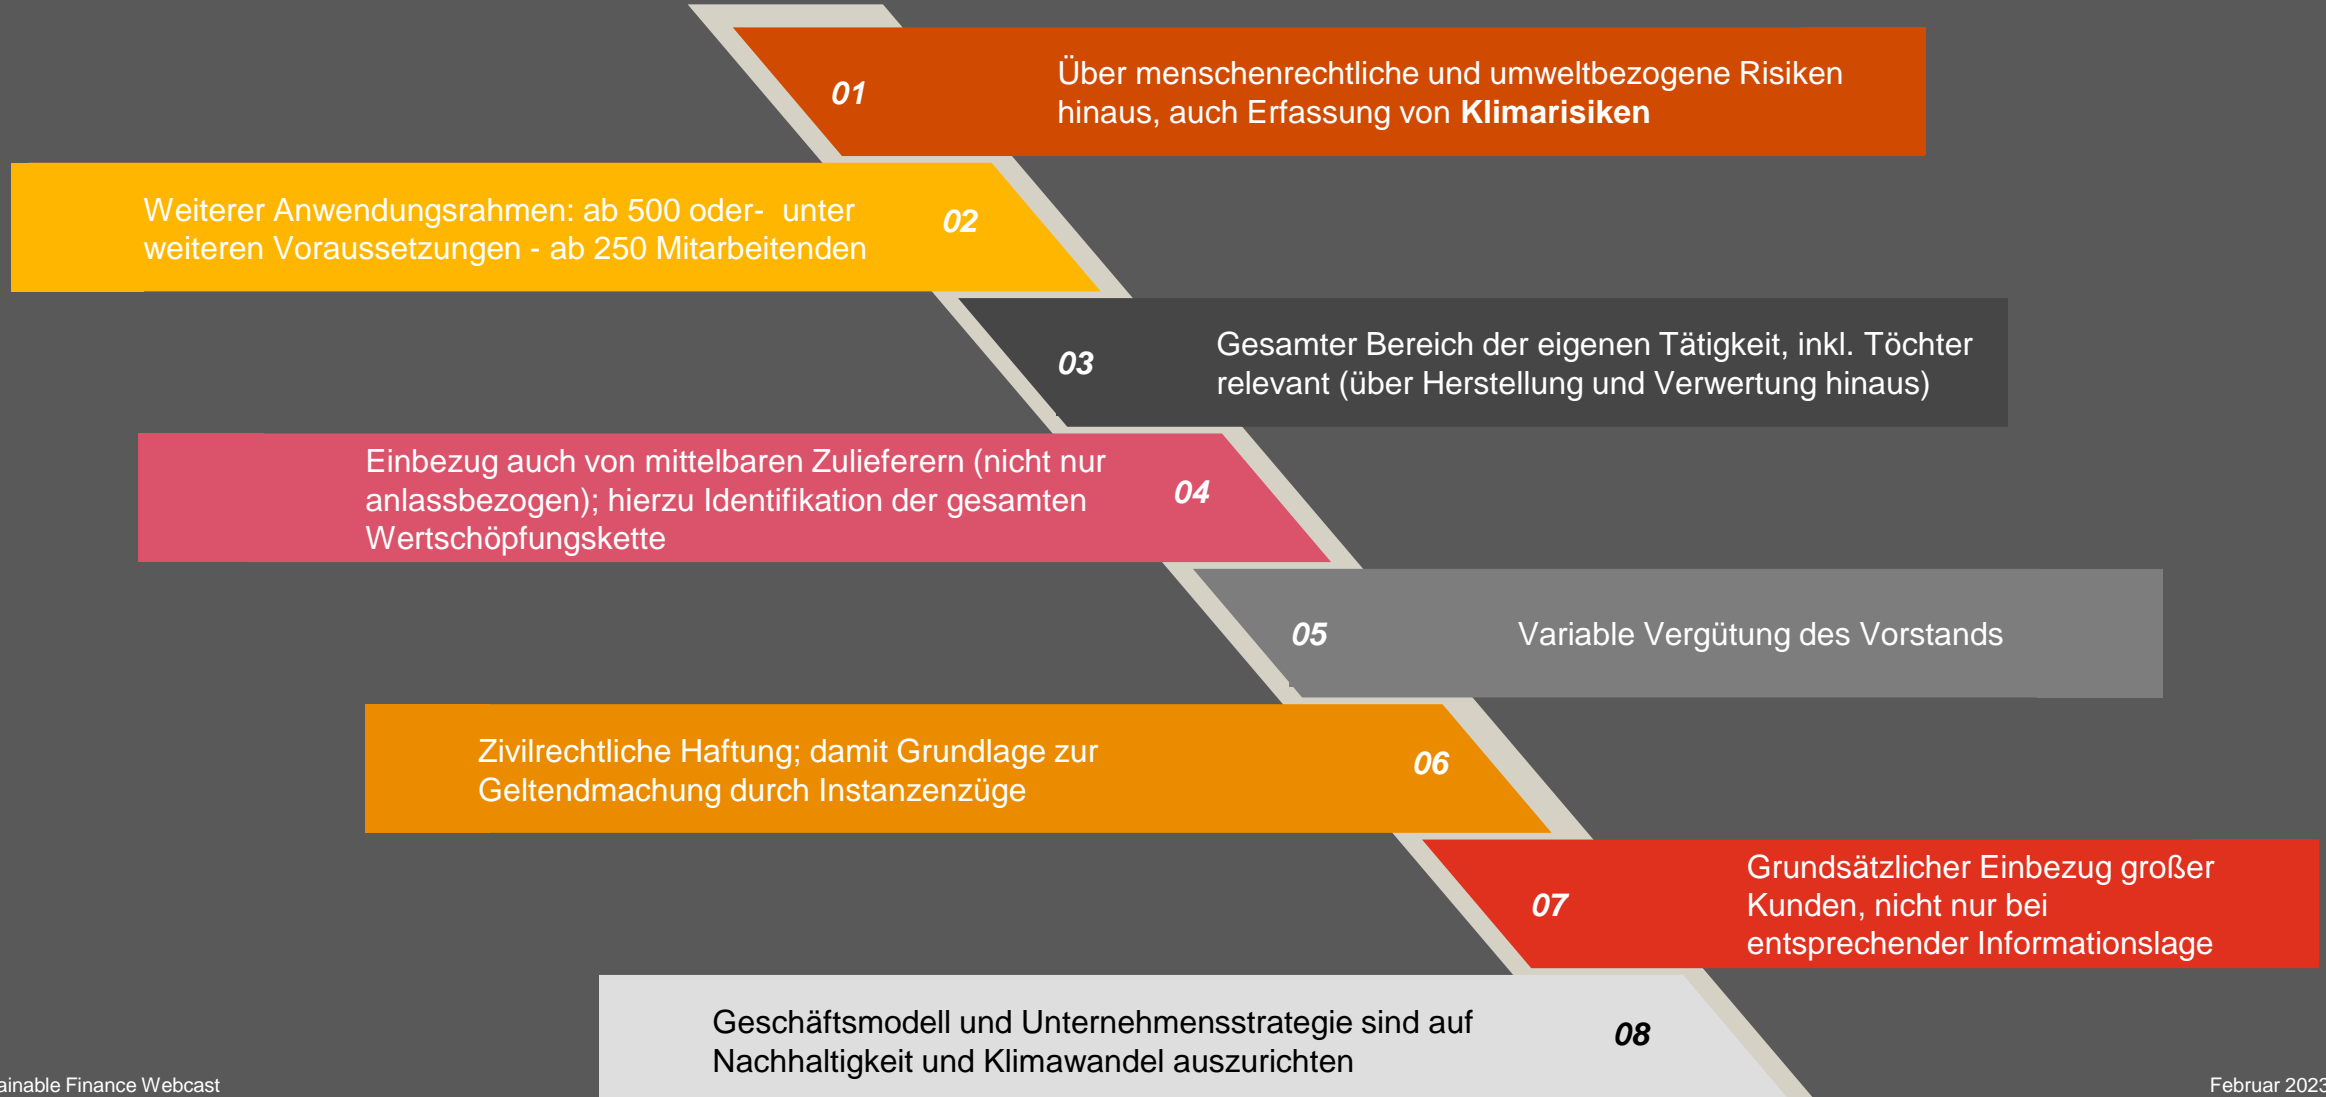 01
Über menschenrechtliche und umweltbezogene Risiken
hinaus, auch Erfassung von Klimarisiken
Weiterer Anwendungsrahmen: ab 500 oder-  unter
weiteren Voraussetzungen - ab 250 Mitarbeitenden
02
03
Gesamter Bereich der eigenen Tätigkeit, inkl. Töchter
relevant (über Herstellung und Verwertung hinaus)
Einbezug auch von mittelbaren Zulieferern (nicht nur
anlassbezogen); hierzu Identifikation der gesamten
Wertschöpfungskette
04
05
Variable Vergütung des Vorstands
Zivilrechtliche Haftung; damit Grundlage zur
Geltendmachung durch Instanzenzüge
06
07
Grundsätzlicher Einbezug großer
Kunden, nicht nur bei
entsprechender Informationslage
Geschäftsmodell und Unternehmensstrategie sind auf
Nachhaltigkeit und Klimawandel auszurichten
08
ainable Finance Webcast
Februar 2023